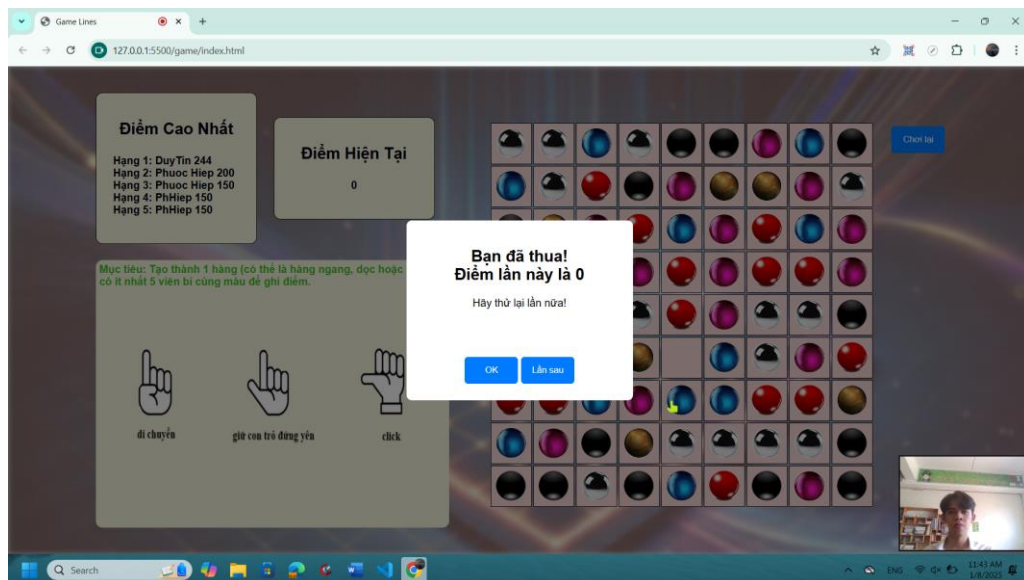 Game Lines
127.0.0.1:5500/game/index.html
Điểm Cao Nhất
Hạng 1: DuyTin 244
Hạng 2: Phuoc Hiep 200
Hạng 3: Phuoc Hiep 150
Hạng 4: PhHiep 150
Hạng 5: PhHiep 150
Điểm Hiện Tại
0
Chơi lại
Mục tiêu: Tạo thành 1 hàng (có thể là hàng ngang, dọc hoặc
có ít nhất 5 viên bi cùng màu để ghi điểm.
di chuyển
giữ con trỏ đứng yên
click
Bạn đã thua!
Điểm lần này là 0
Hãy thử lại lần nữa!
OK
Lần sau
Search
ENG
11:43 AM
1/8/2025